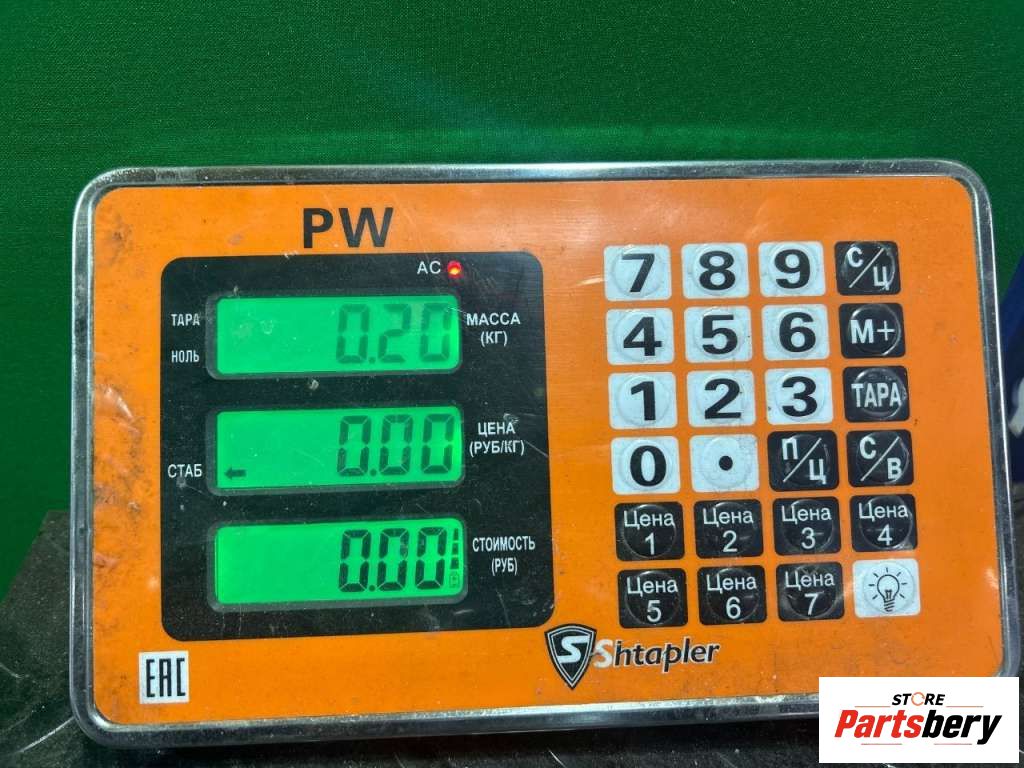 PW
AC
ТАРА
НОЛЬ
0.20
МАССА
(КГ)
СТАБ
0.00
ЦЕНА
(РУБ/КГ)
0.00
СТОИМОСТЬ
(РУБ)
7 8 9 С/Ц
4 5 6 М+
1 2 3 ТАРА
0 . П/Ц С/В
Цена 1 Цена 2 Цена 3 Цена 4
Цена 5 Цена 6 Цена 7
S Shtapler
EAC
STORE
Partsbery